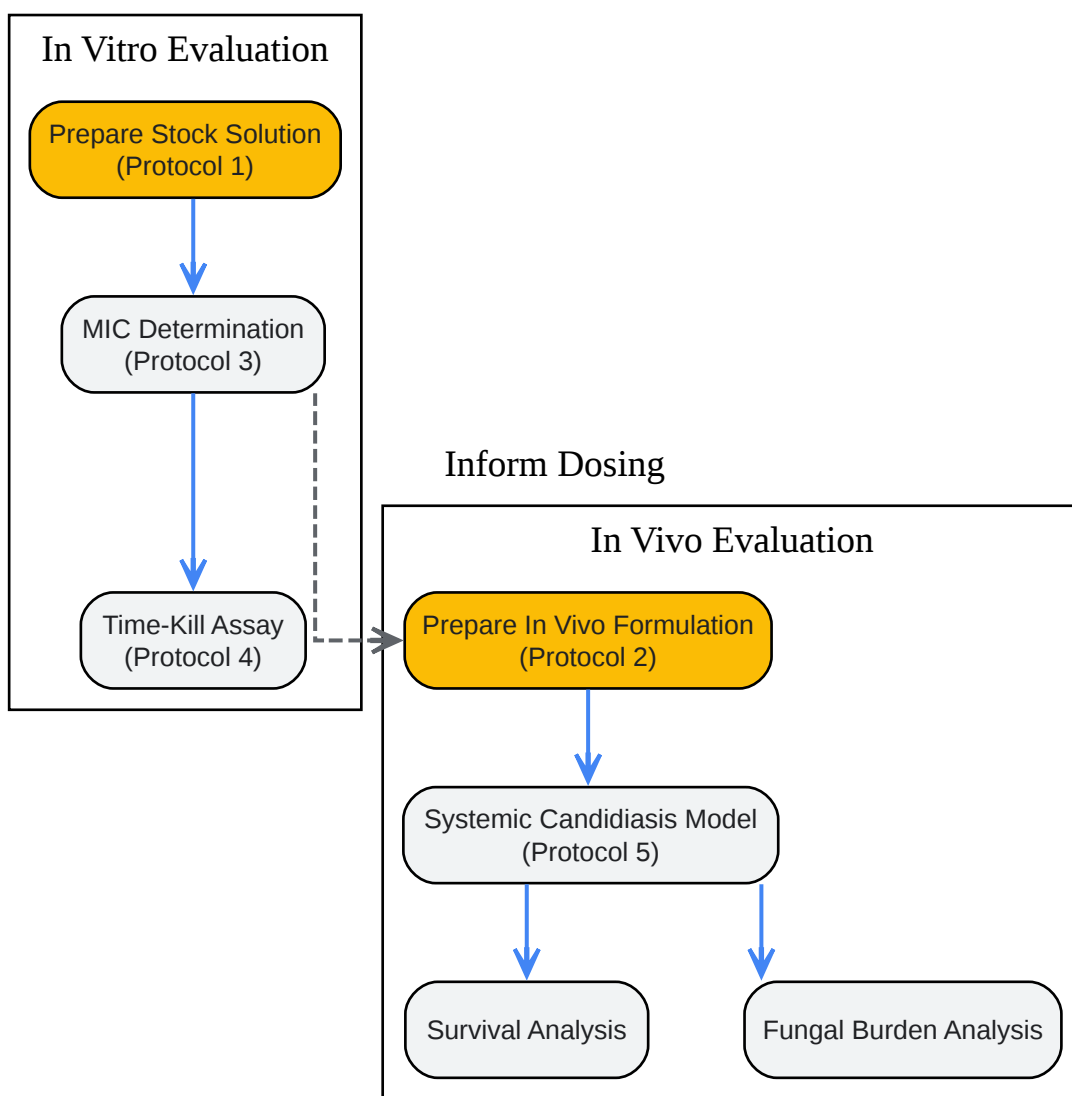 In Vitro Evaluation
Prepare Stock Solution
(Protocol 1)
MIC Determination
(Protocol 3)
Time-Kill Assay
(Protocol 4)
Inform Dosing
In Vivo Evaluation
Prepare In Vivo Formulation
(Protocol 2)
Systemic Candidiasis Model
(Protocol 5)
Survival Analysis
Fungal Burden Analysis